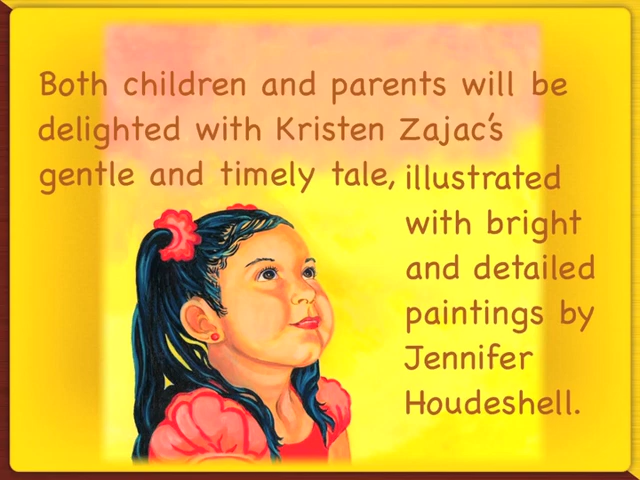 Both children and parents will be
delighted with Kristen Zajac's
gentle and timely tale, illustrated
with bright
and detailed
paintings by
Jennifer
Houdeshell.